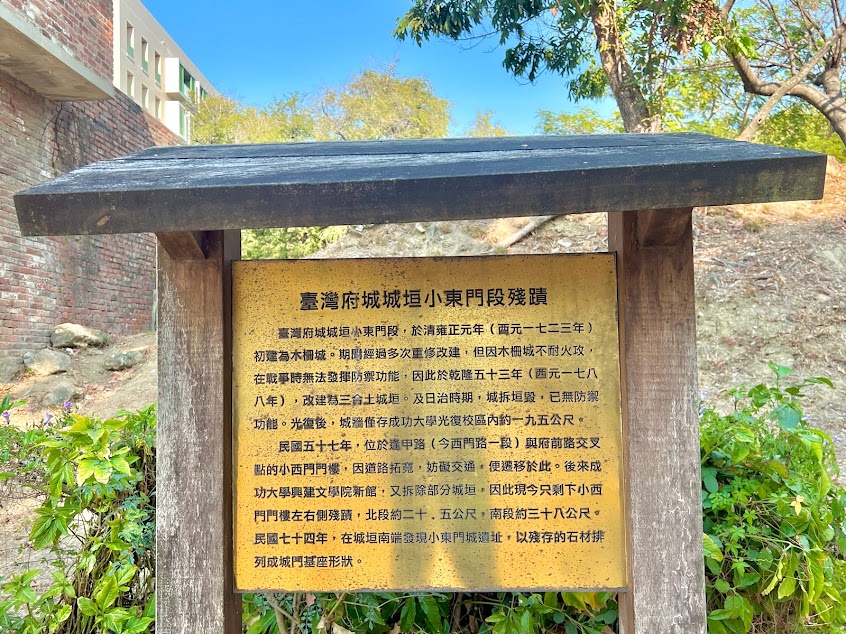 臺灣府城城垣小東門段殘蹟
臺灣府城城垣小東門段，於清雍正元年（西元一七二三年）
初建為木柵城。期間經過多次重修改建，但因木柵城不耐火攻，
在戰爭時無法發揮防禦功能，因此於乾隆五十三年（西元一七八
八年），改建為三合土城垣。及日治時期，城拆垣毀，已無防禦
功能。光復後，城牆僅存成功大學光復校區內約一九五公尺。
民國五十七年，位於逢甲路（今西門路一段）與府前路交叉
點的小西門門樓，因道路拓寬，妨礙交通，便遷移於此。後來成
功大學興建文學院新館，又拆除部分城垣，因此現今只剩下小西
門門樓左右側殘蹟，北段約二十．五公尺，南段約三十八公尺。
民國七十四年，在城垣南端發現小東門城遺址，以殘存的石材排
列成城門基座形狀。